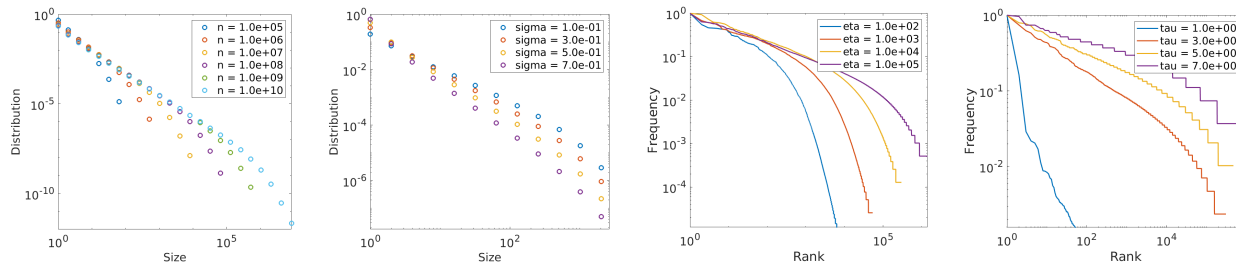 Distribution
10^0
10^-5
10^-10
10^0
10^5
Size
n = 1.0e+05
n = 1.0e+06
n = 1.0e+07
n = 1.0e+08
n = 1.0e+09
n = 1.0e+10
Distribution
10^0
10^-2
10^-4
10^-6
10^0
10^2
Size
sigma = 1.0e-01
sigma = 3.0e-01
sigma = 5.0e-01
sigma = 7.0e-01
Frequency
10^0
10^-1
10^-2
10^-4
10^0
10^5
Rank
eta = 1.0e+02
eta = 1.0e+03
eta = 1.0e+04
eta = 1.0e+05
Frequency
10^0
10^-1
10^-2
10^0
10^2
10^4
Rank
tau = 1.0e+00
tau = 3.0e+00
tau = 5.0e+00
tau = 7.0e+00